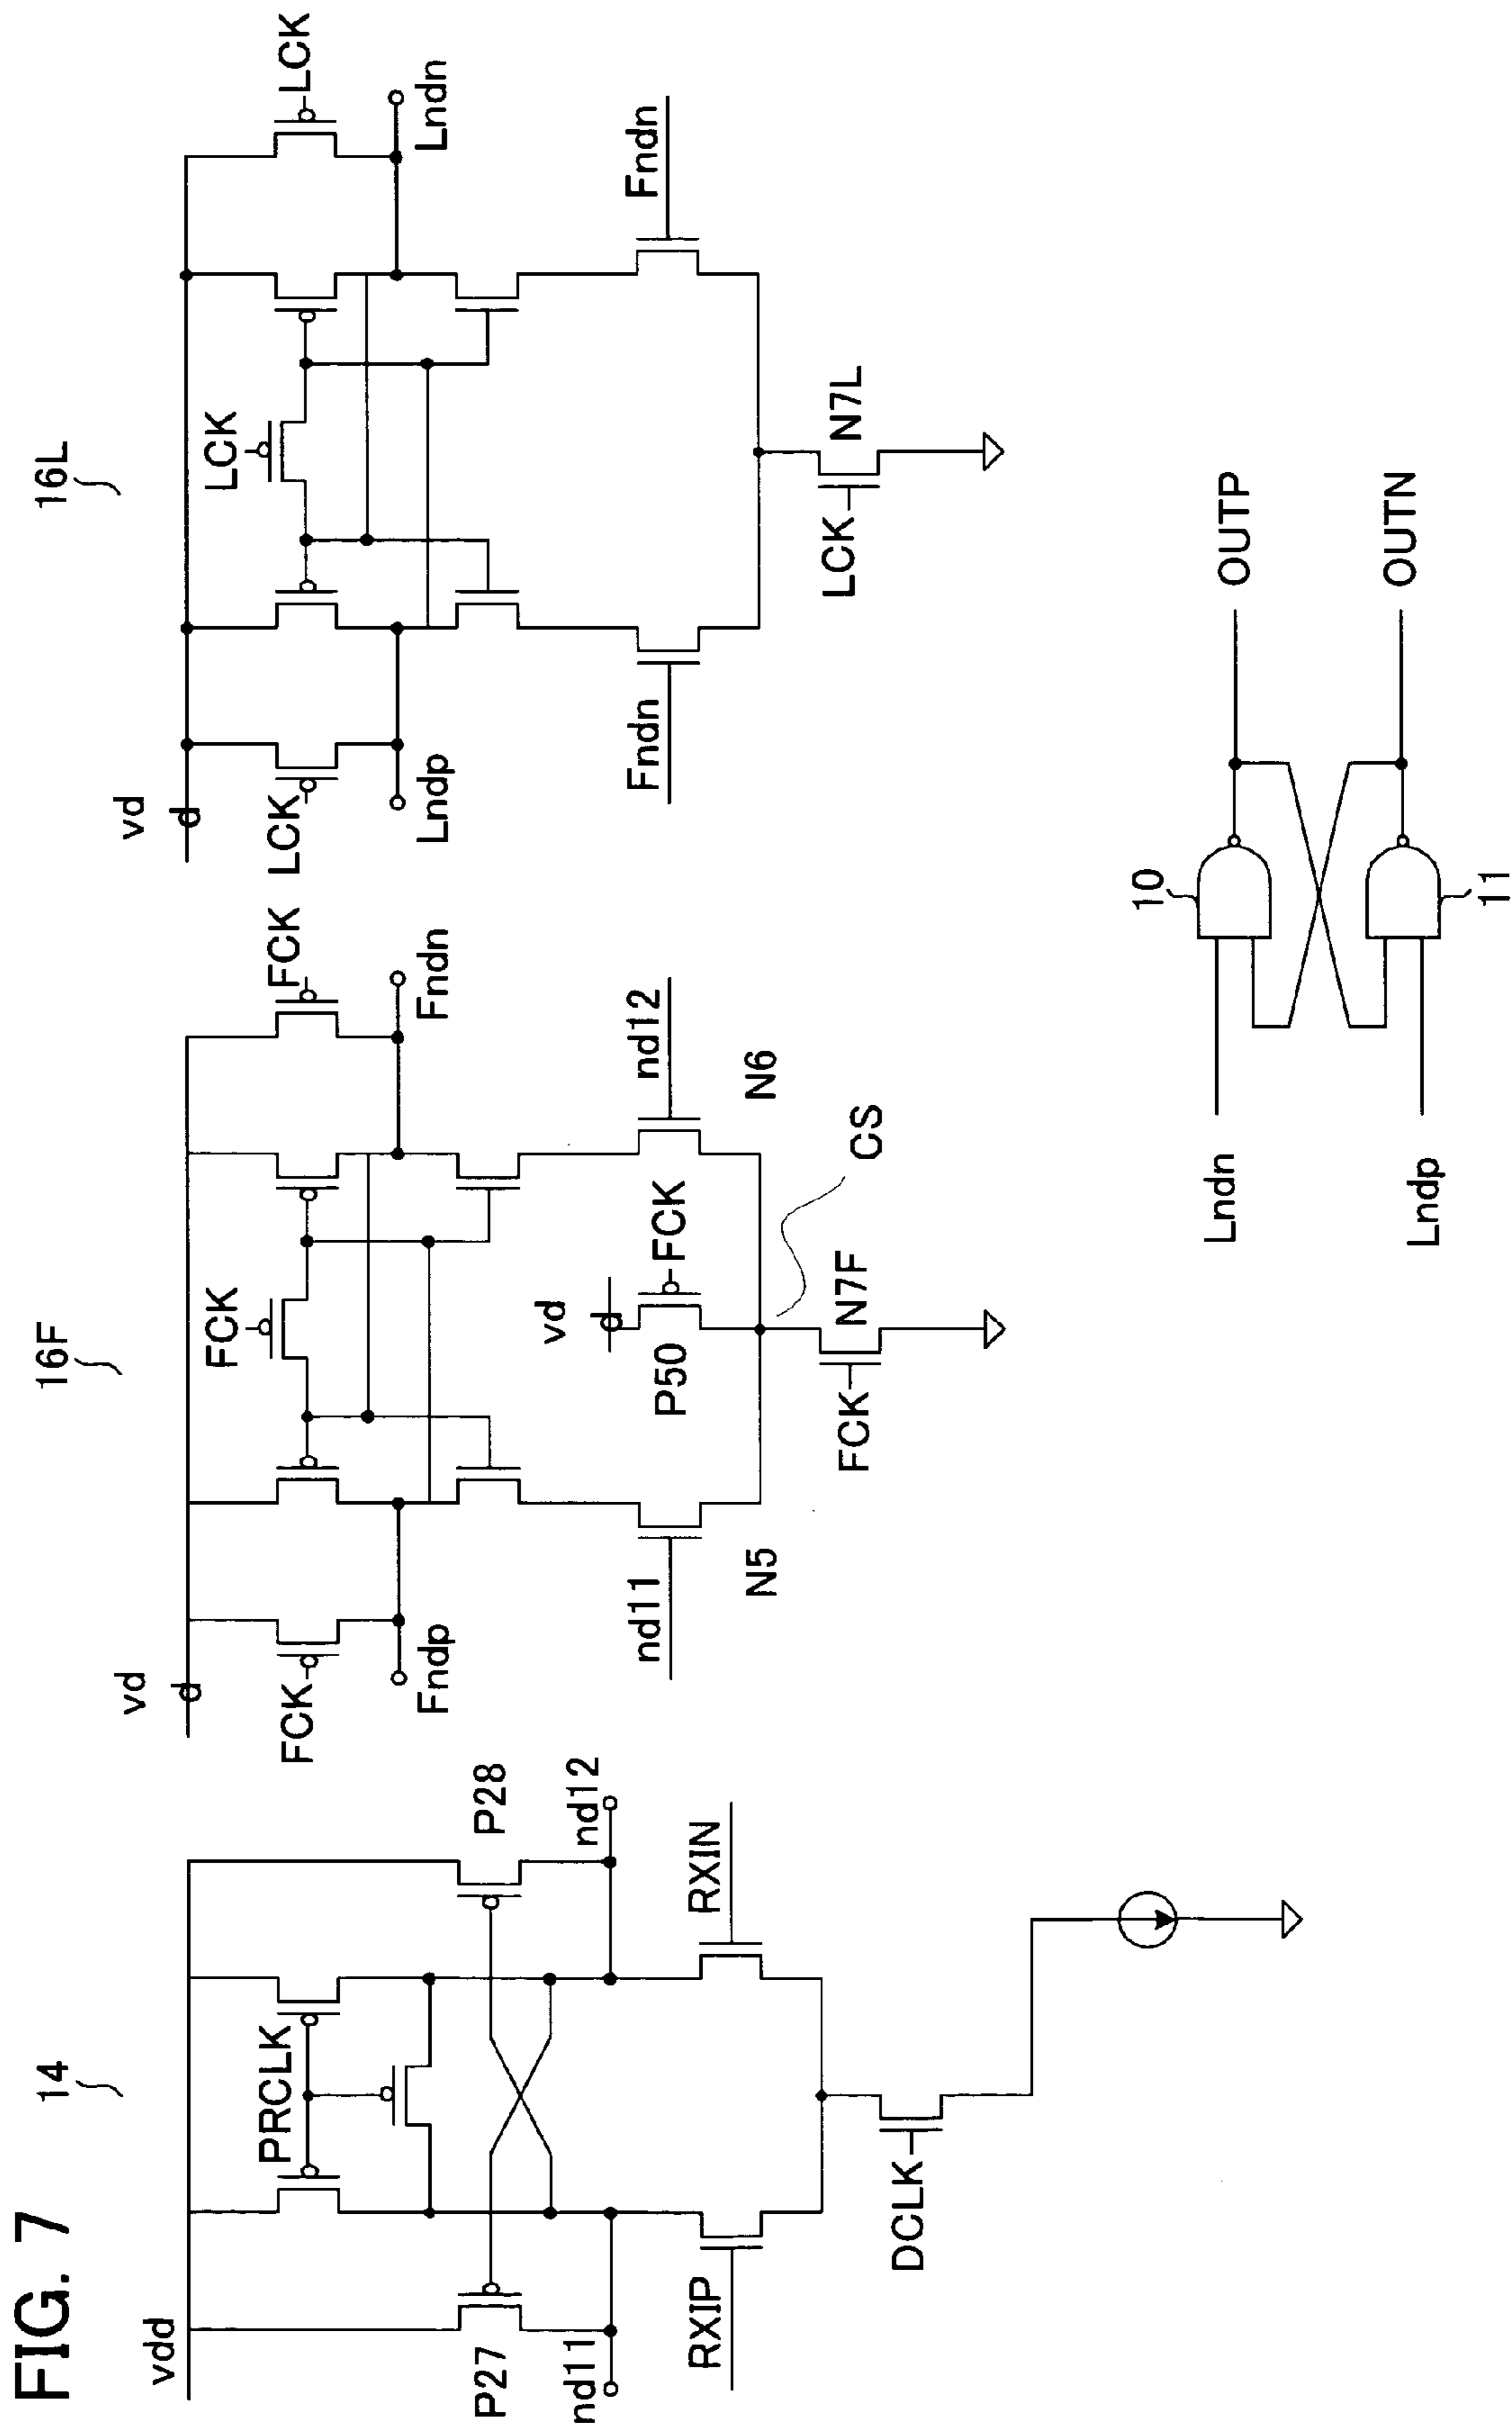 FIG. 7
14
vdd
PRCLK
P27
P28
nd11
nd12
RXIP
RXIN
DCLK
16F
vd
d
FCK
FCK
FCK
Fndp
Fndn
vd
d
P50
FCK
nd11
nd12
N5
N6
CS
FCK
N7F
16L
vd
d
LCK
LCK
LCK
Lndp
Lndn
Fndn
Fndn
LCK
N7L
Lndn
Lndp
10
11
OUTP
OUTN